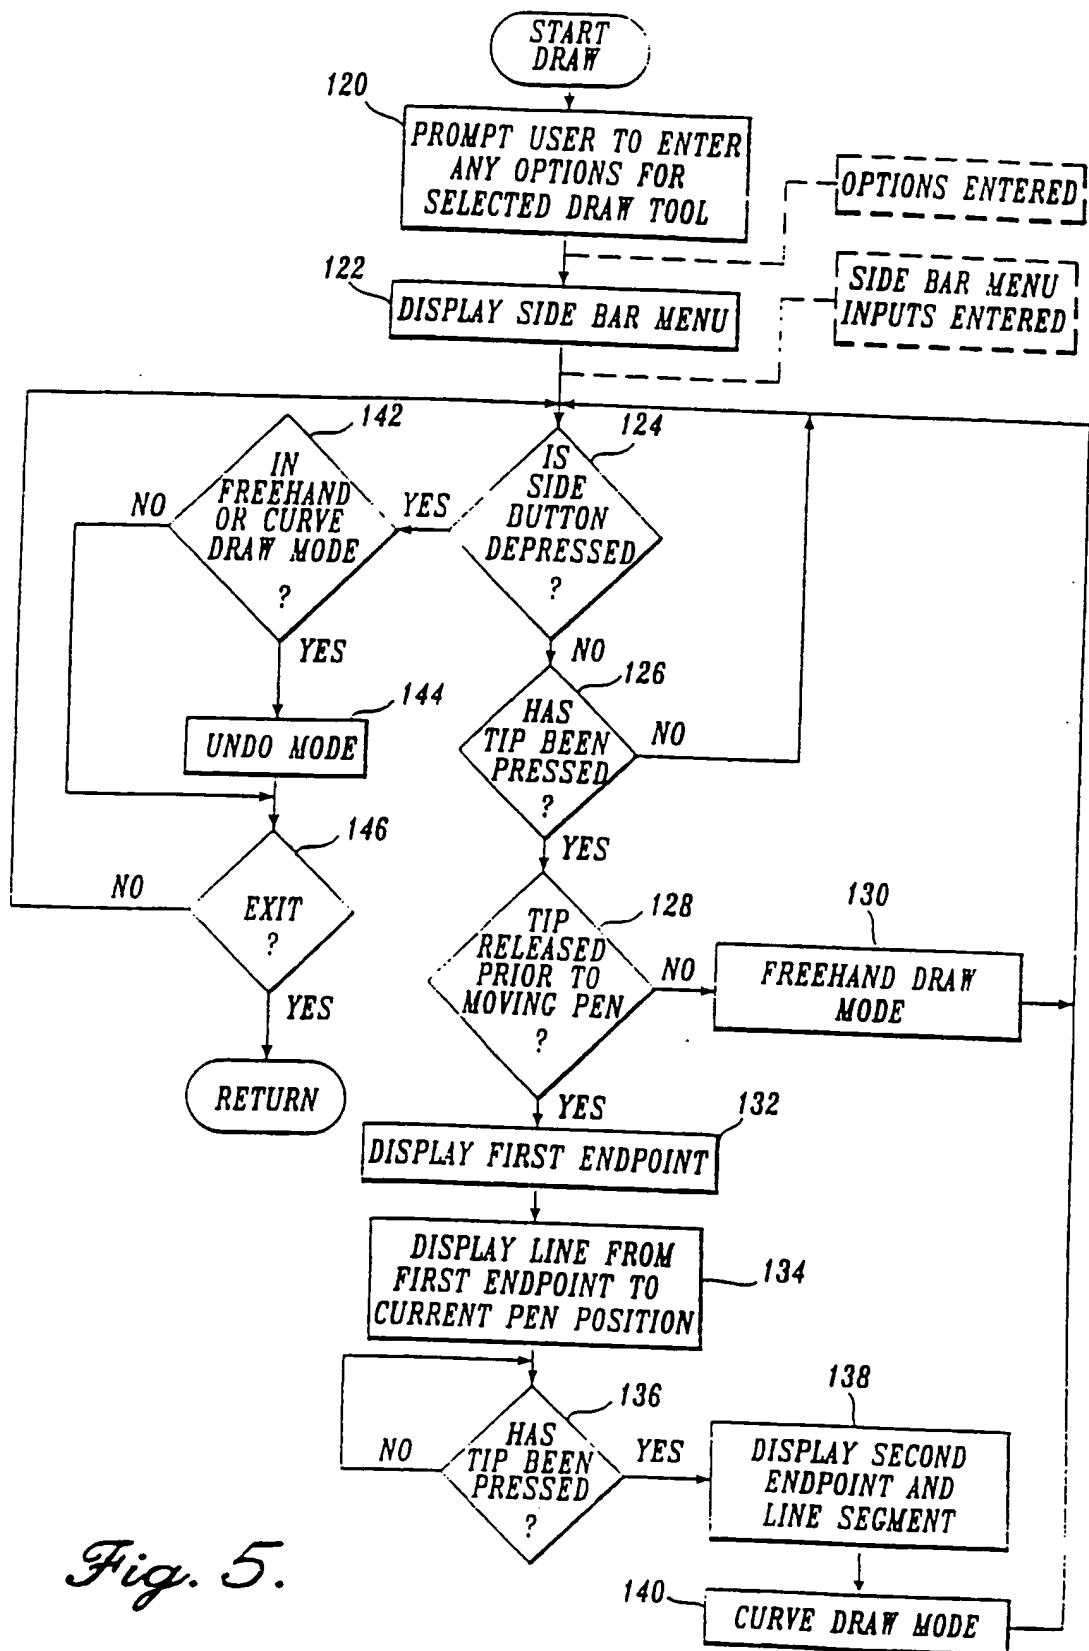 START
DRAW
120
PROMPT USER TO ENTER
ANY OPTIONS FOR
SELECTED DRAW TOOL
OPTIONS ENTERED
122
DISPLAY SIDE BAR MENU
SIDE BAR MENU
INPUTS ENTERED
142
IN
FREEHAND
OR CURVE
DRAW MODE
?
NO
YES
124
IS
SIDE
BUTTON
DEPRESSED
?
YES
NO
144
UNDO MODE
126
HAS
TIP BEEN
PRESSED
?
NO
YES
146
EXIT
?
NO
YES
RETURN
128
TIP
RELEASED
PRIOR TO
MOVING PEN
?
NO
130
FREEHAND DRAW
MODE
YES
132
DISPLAY FIRST ENDPOINT
DISPLAY LINE FROM
FIRST ENDPOINT TO
CURRENT PEN POSITION
134
136
HAS
TIP BEEN
PRESSED
?
NO
YES
138
DISPLAY SECOND
ENDPOINT AND
LINE SEGMENT
140
CURVE DRAW MODE
Fig. 5.